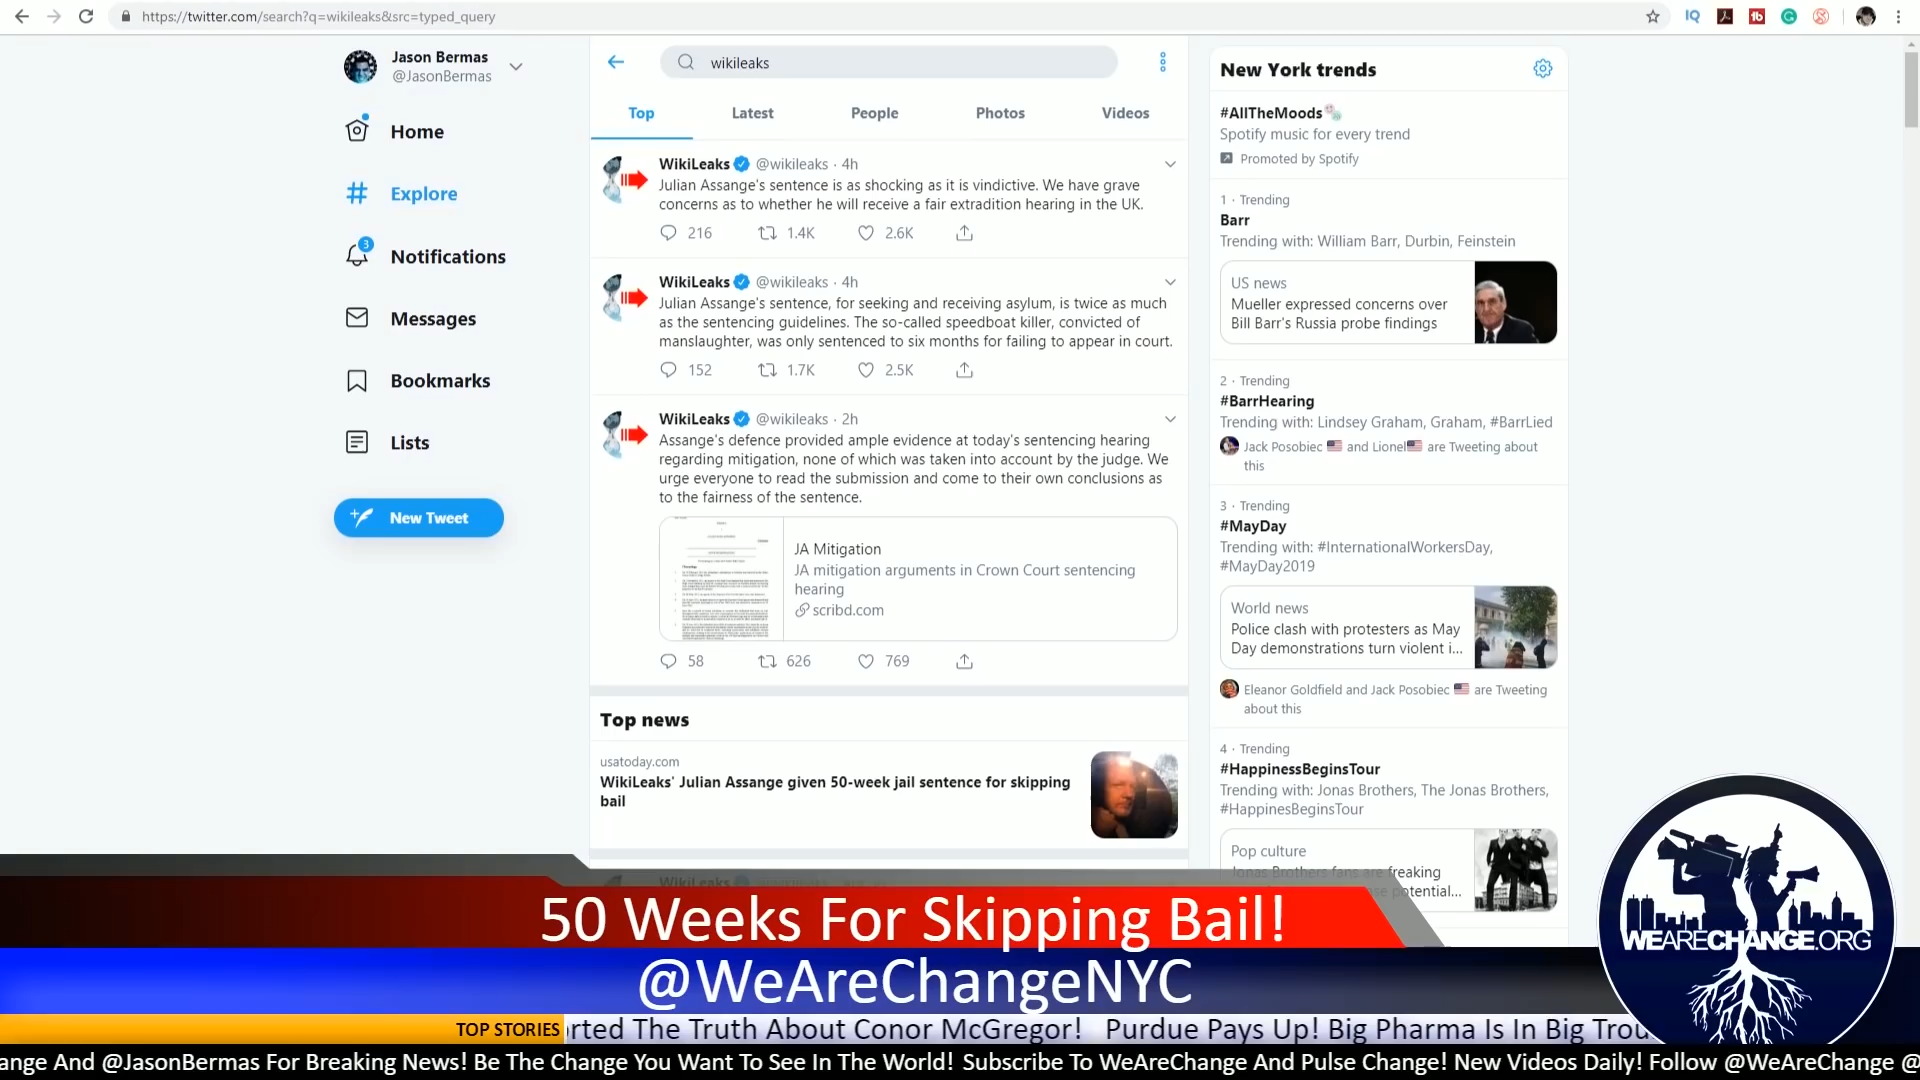 https://twitter.com/search?q=wikileaks&src=typed_query
Jason Bermas
@JasonBermas
Home
Explore
3
Notifications
Messages
Bookmarks
Lists
New Tweet
wikileaks
Top Latest People Photos Videos
WikiLeaks @wikileaks · 4h
Julian Assange's sentence is as shocking as it is vindictive. We have grave
concerns as to whether he will receive a fair extradition hearing in the UK.
216 1.4K 2.6K
WikiLeaks @wikileaks · 4h
Julian Assange's sentence, for seeking and receiving asylum, is twice as much
as the sentencing guidelines. The so-called speedboat killer, convicted of
manslaughter, was only sentenced to six months for failing to appear in court.
152 1.7K 2.5K
WikiLeaks @wikileaks · 2h
Assange's defence provided ample evidence at today's sentencing hearing
regarding mitigation, none of which was taken into account by the judge. We
urge everyone to read the submission and come to their own conclusions as
to the fairness of the sentence.
JA Mitigation
JA mitigation arguments in Crown Court sentencing
hearing
scribd.com
58 626 769
Top news
usatoday.com
WikiLeaks' Julian Assange given 50-week jail sentence for skipping
bail
WikiLeaks
New York trends
#AllTheMoods
Spotify music for every trend
Promoted by Spotify
1 · Trending
Barr
Trending with: William Barr, Durbin, Feinstein
US news
Mueller expressed concerns over
Bill Barr's Russia probe findings
2 · Trending
#BarrHearing
Trending with: Lindsey Graham, Graham, #BarrLied
Jack Posobiec and Lionel are Tweeting about
this
3 · Trending
#MayDay
Trending with: #InternationalWorkersDay,
#MayDay2019
World news
Police clash with protesters as May
Day demonstrations turn violent i...
Eleanor Goldfield and Jack Posobiec are Tweeting
about this
4 · Trending
#HappinessBeginsTour
Trending with: Jonas Brothers, The Jonas Brothers,
#HappinesBeginsTour
Pop culture
Jonas Brothers fans are freaking
potential...
50 Weeks For Skipping Bail!
@WeAreChangeNYC
WEARECHANGE.ORG
TOP STORIES rted The Truth About Conor McGregor! Purdue Pays Up! Big Pharma Is In Big Trou
ange And @JasonBermas For Breaking News! Be The Change You Want To See In The World! Subscribe To WeAreChange And Pulse Change! New Videos Daily! Follow @WeAreChange @